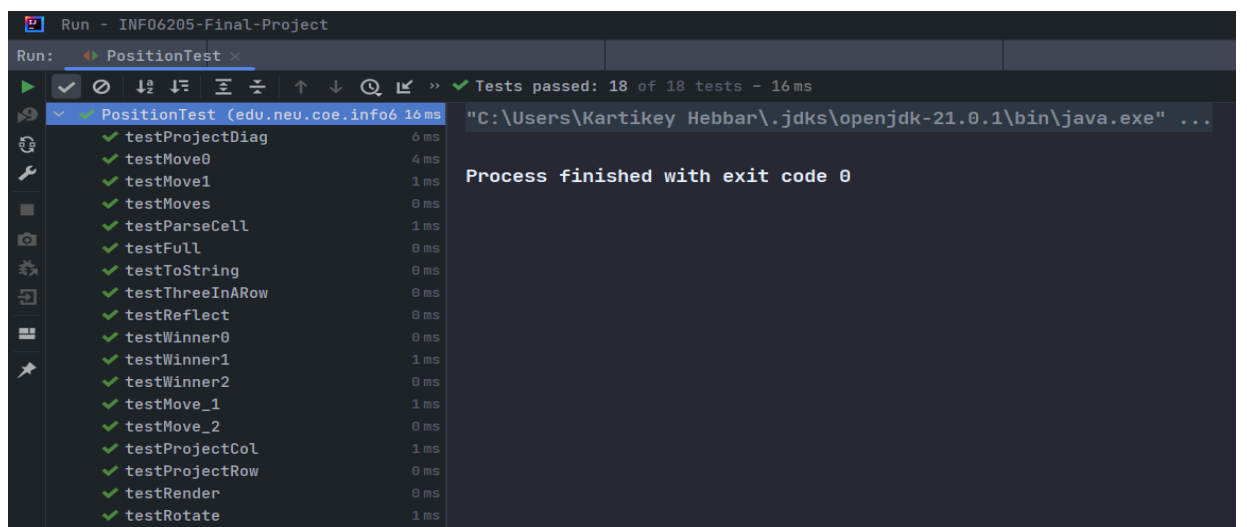 Run - INFO6205-Final-Project
Run: PositionTest
Tests passed: 18 of 18 tests – 16 ms
PositionTest (edu.neu.coe.info6 16 ms
testProjectDiag 6 ms
testMove0 4 ms
testMove1 1 ms
testMoves 0 ms
testParseCell 1 ms
testFull 0 ms
testToString 0 ms
testThreeInARow 0 ms
testReflect 0 ms
testWinner0 0 ms
testWinner1 1 ms
testWinner2 0 ms
testMove_1 1 ms
testMove_2 0 ms
testProjectCol 1 ms
testProjectRow 0 ms
testRender 0 ms
testRotate 1 ms
"C:\Users\Kartikey Hebbar\.jdks\openjdk-21.0.1\bin\java.exe" ...
Process finished with exit code 0